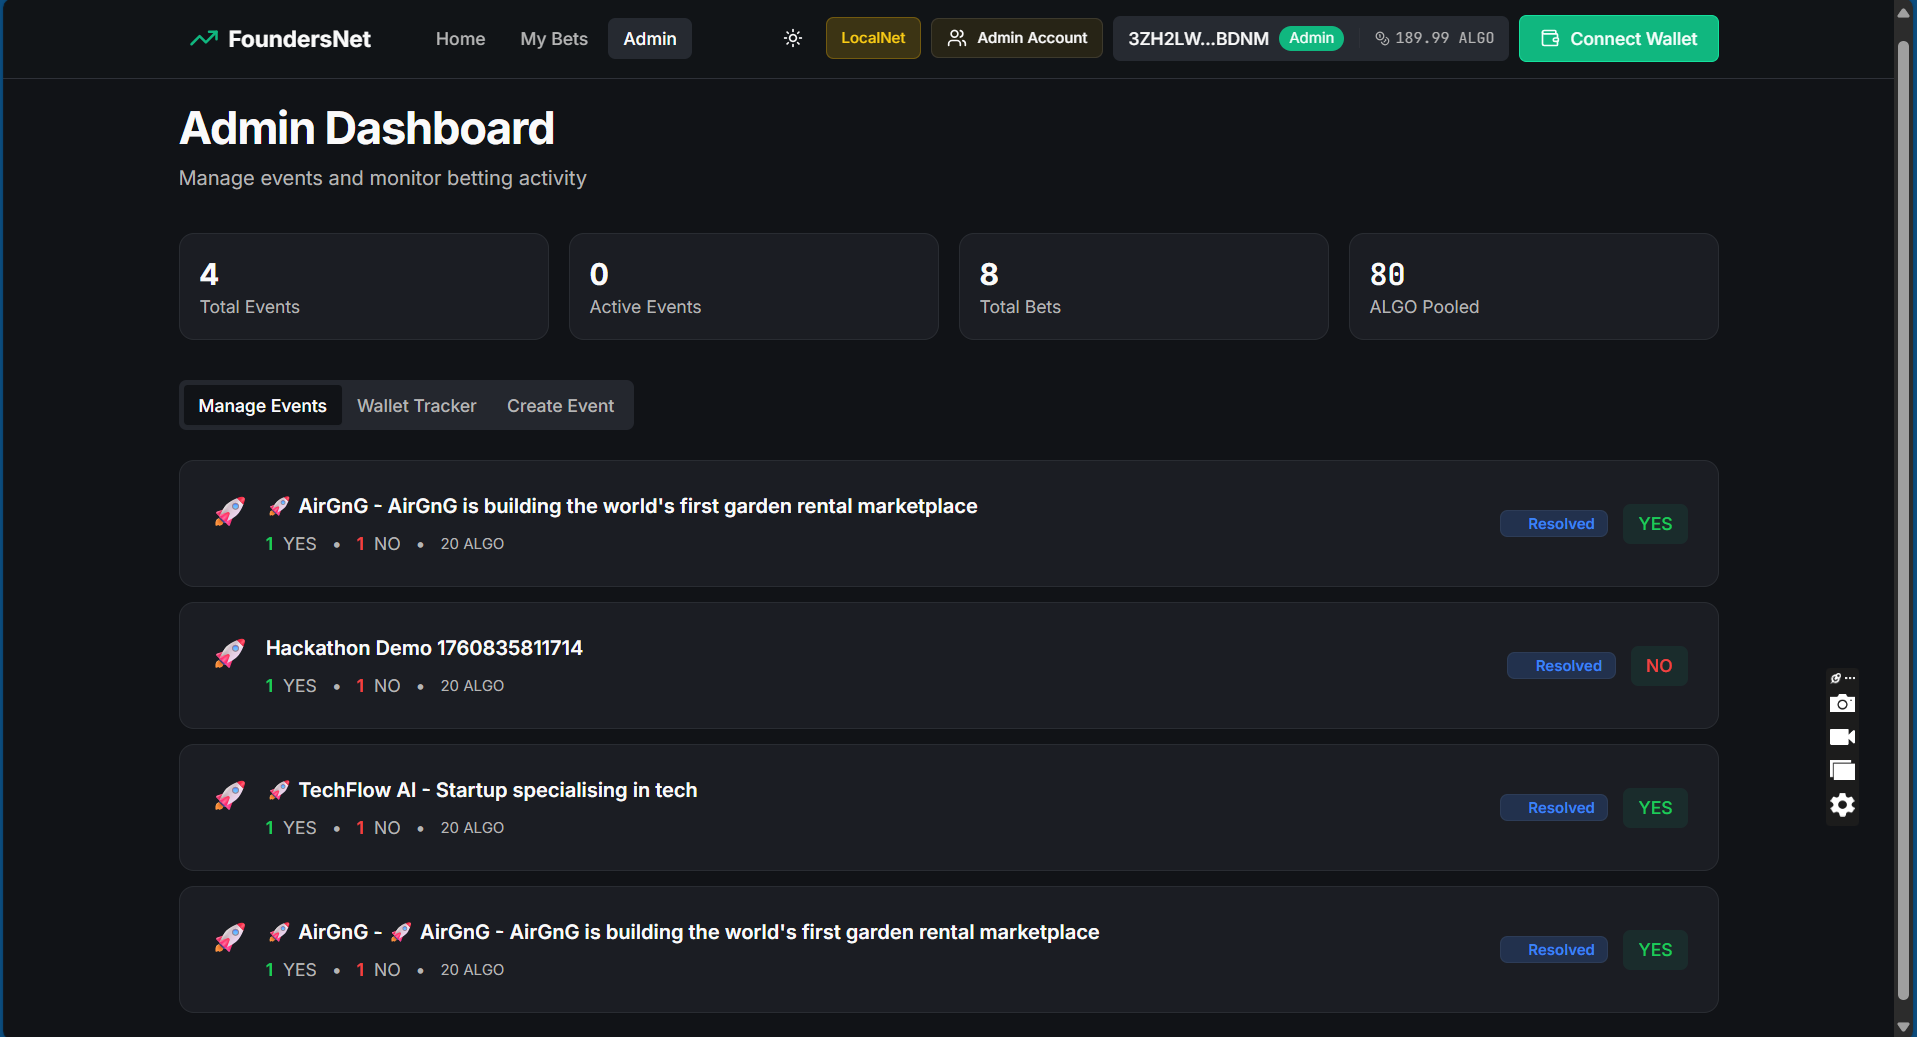 FoundersNet Home My Bets Admin LocalNet Admin Account 3ZH2LW...BDNM Admin 189.99 ALGO Connect Wallet
Admin Dashboard
Manage events and monitor betting activity
4
Total Events
0
Active Events
8
Total Bets
80
ALGO Pooled
Manage Events Wallet Tracker Create Event
🚀 AirGnG - AirGnG is building the world's first garden rental marketplace
1 YES • 1 NO • 20 ALGO
Resolved YES
Hackathon Demo 1760835811714
1 YES • 1 NO • 20 ALGO
Resolved NO
🚀 TechFlow AI - Startup specialising in tech
1 YES • 1 NO • 20 ALGO
Resolved YES
🚀 AirGnG - 🚀 AirGnG - AirGnG is building the world's first garden rental marketplace
1 YES • 1 NO • 20 ALGO
Resolved YES